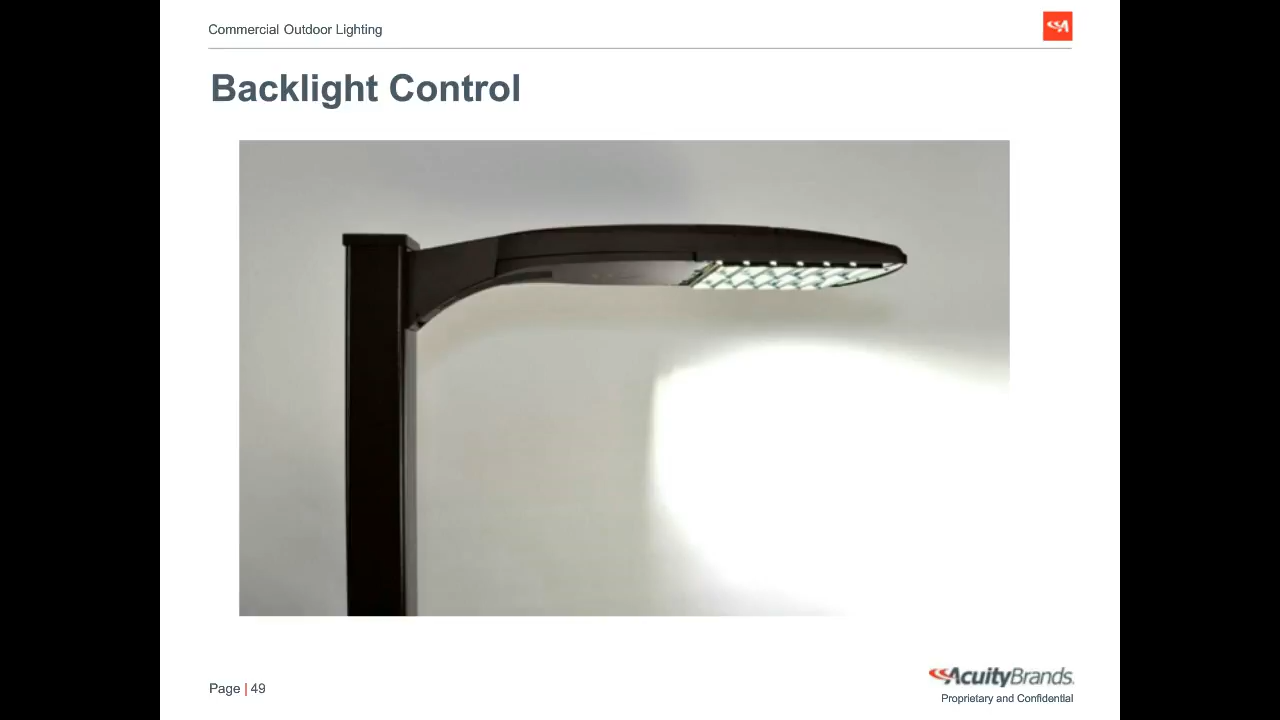 Commercial Outdoor Lighting
Backlight Control
Page | 49
AcuityBrands.
Proprietary and Confidential